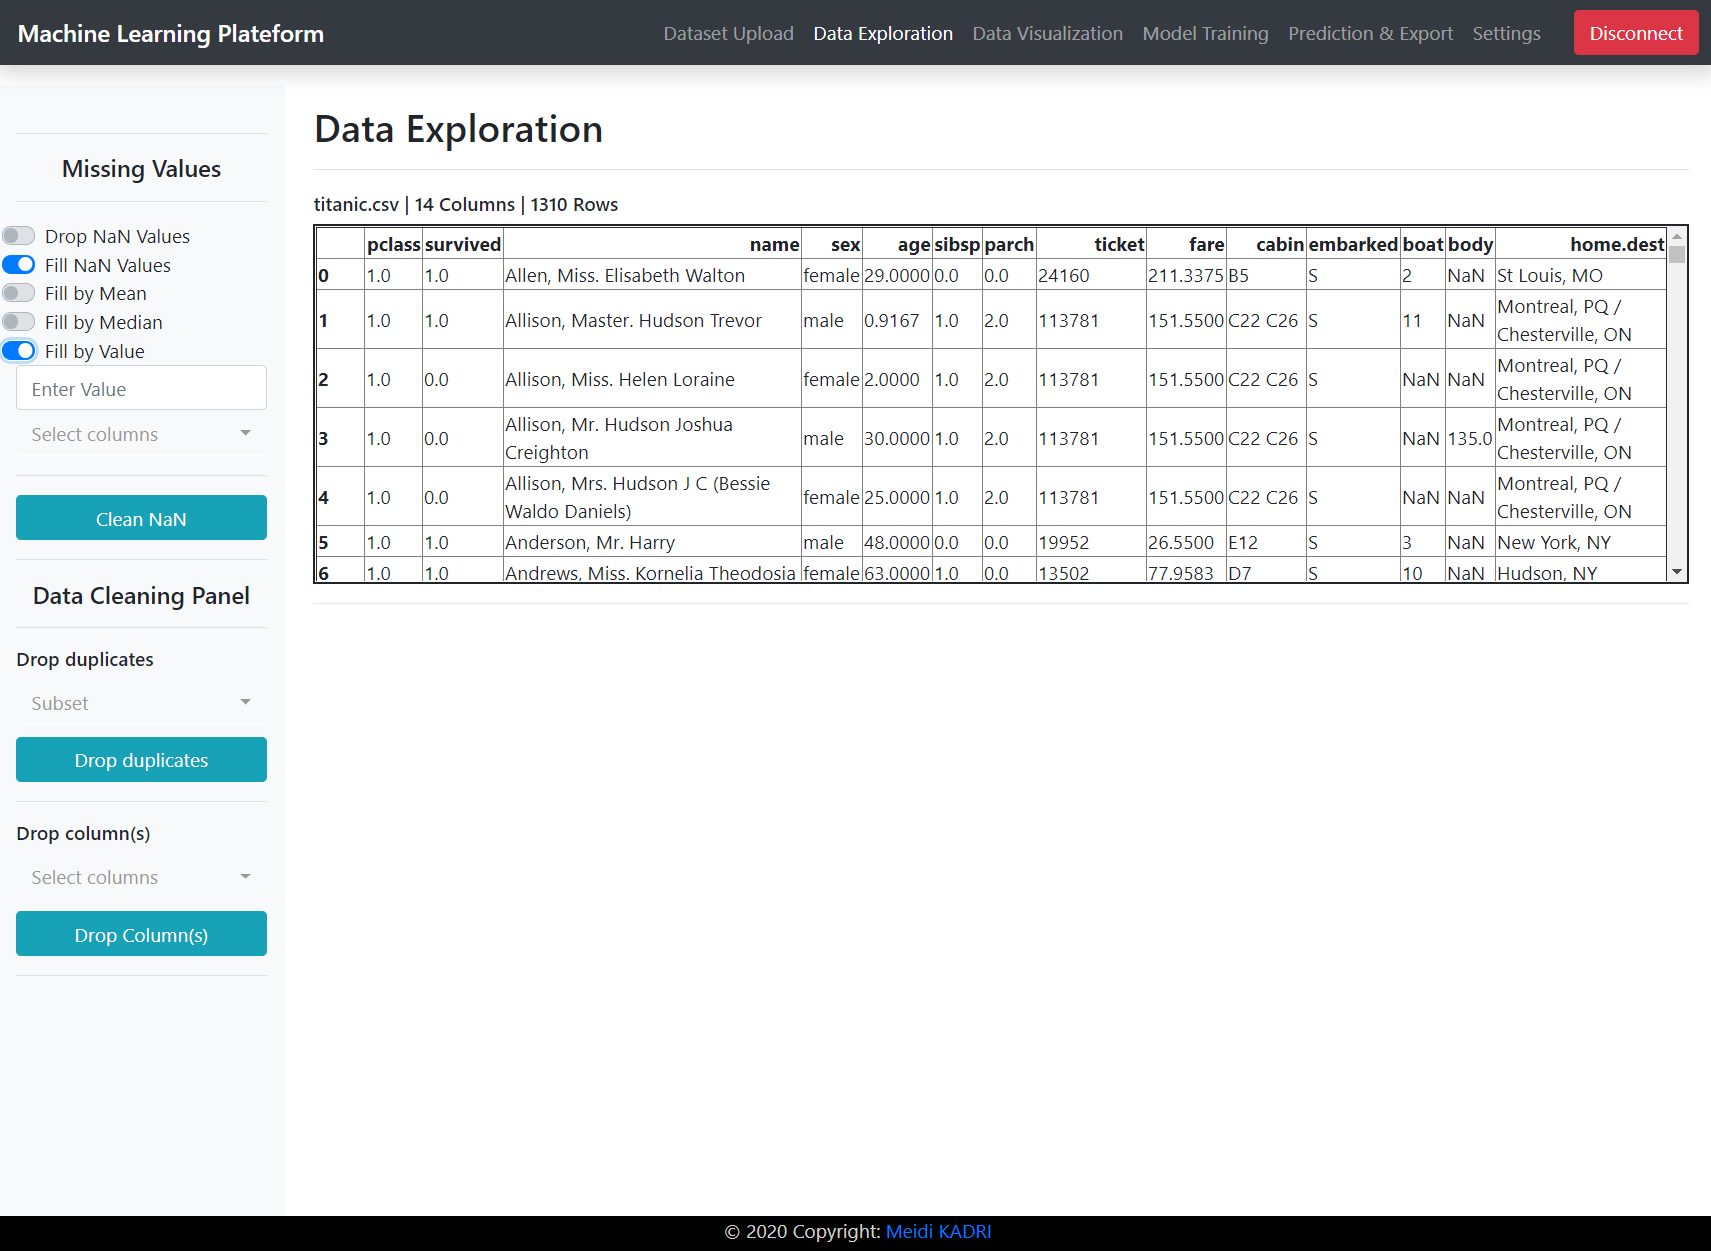 Machine Learning Plateform
Dataset Upload Data Exploration Data Visualization Model Training Prediction & Export Settings Disconnect
Missing Values
Drop NaN Values
Fill NaN Values
Fill by Mean
Fill by Median
Fill by Value
Enter Value
Select columns
Clean NaN
Data Cleaning Panel
Drop duplicates
Subset
Drop duplicates
Drop column(s)
Select columns
Drop Column(s)
Data Exploration
titanic.csv | 14 Columns | 1310 Rows
pclass survived name sex age sibsp parch ticket fare cabin embarked boat body home.dest
0 1.0 1.0 Allen, Miss. Elisabeth Walton female 29.0000 0.0 0.0 24160 211.3375 B5 S 2 NaN St Louis, MO
1 1.0 1.0 Allison, Master. Hudson Trevor male 0.9167 1.0 2.0 113781 151.5500 C22 C26 S 11 NaN Montreal, PQ /
Chesterville, ON
2 1.0 0.0 Allison, Miss. Helen Loraine female 2.0000 1.0 2.0 113781 151.5500 C22 C26 S NaN NaN Montreal, PQ /
Chesterville, ON
3 1.0 0.0 Allison, Mr. Hudson Joshua
Creighton male 30.0000 1.0 2.0 113781 151.5500 C22 C26 S NaN 135.0 Montreal, PQ /
Chesterville, ON
4 1.0 0.0 Allison, Mrs. Hudson J C (Bessie
Waldo Daniels) female 25.0000 1.0 2.0 113781 151.5500 C22 C26 S NaN NaN Montreal, PQ /
Chesterville, ON
5 1.0 1.0 Anderson, Mr. Harry male 48.0000 0.0 0.0 19952 26.5500 E12 S 3 NaN New York, NY
6 1.0 1.0 Andrews, Miss. Kornelia Theodosia female 63.0000 1.0 0.0 13502 77.9583 D7 S 10 NaN Hudson, NY
© 2020 Copyright: Meidi KADRI